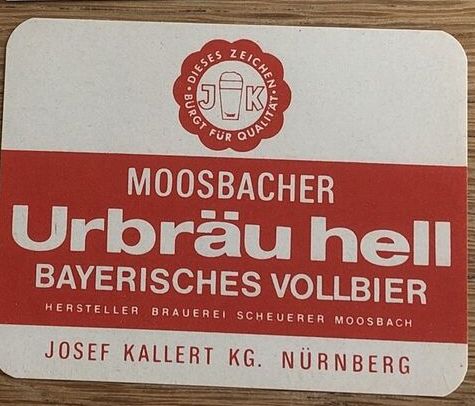 · DIESES ZEICHEN ·
BÜRGT FÜR QUALITÄT
J K
MOOSBACHER
Urbräu hell
BAYERISCHES VOLLBIER
HERSTELLER BRAUEREI SCHEUERER MOOSBACH
JOSEF KALLERT KG. NÜRNBERG